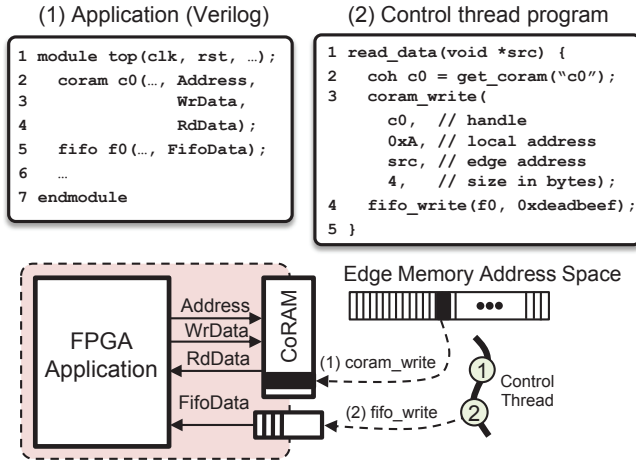 (1) Application (Verilog)
1 module top(clk, rst, …);
2   coram c0(…, Address,
3            WrData,
4            RdData);
5   fifo f0(…, FifoData);
6   …
7 endmodule
(2) Control thread program
1 read_data(void *src) {
2   coh c0 = get_coram(“c0”);
3   coram_write(
      c0,  // handle
      0xA, // local address
      src, // edge address
      4,   // size in bytes);
4   fifo_write(f0, 0xdeadbeef);
5 }
FPGA
Application
Address
WrData
RdData
FifoData
CoRAM
Edge Memory Address Space
(1) coram_write
(2) fifo_write
1
2
Control
Thread